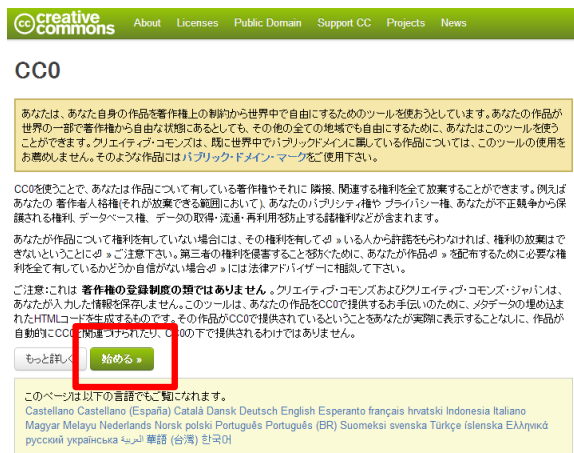 creative commons
About Licenses Public Domain Support CC Projects News
CC0
あなたは、あなた自身の作品を著作権上の制約から世界中で自由にするためのツールを使おうとしています。あなたの作品が
世界の一部で著作権から自由な状態にあるとしても、その他の全ての地域でも自由にするために、あなたはこのツールを使う
ことができます。クリエイティブ・コモンズは、既に世界中でパブリックドメインに属している作品については、このツールの使用を
お薦めしません。そのような作品にはパブリック・ドメイン・マークをご使用下さい。
CC0を使うことで、あなたは作品について有している著作権やそれに 隣接、関連する権利を全て放棄することができます。例えば
あなたの 著作者人格権(それが放棄できる範囲において)、あなたのパブリシティ権や プライバシー権、あなたが不正競争から保
護される権利、データベース権、データの取得・流通・再利用を防止する諸権利などが含まれます。
あなたが作品について権利を有していない場合には、その権利を有して⏎ » いる人から許諾をもらわなければ、権利の放棄はで
きないということに⏎ » ご注意下さい。第三者の権利を侵害することを防ぐために、あなたが作品⏎ » を配布するために必要な権
利を全て有しているかどうか自信がない場合⏎ » には法律アドバイザーに相談して下さい。
ご注意:これは 著作権の登録制度の類ではありません 。クリエイティブ・コモンズおよびクリエイティブ・コモンズ・ジャパンは、
あなたが入力した情報を保存しません。このツールは、あなたの作品をCC0で提供するお手伝いのために、メタデータの埋め込ま
れたHTMLコードを生成するものです。その作品がCC0で提供されているということをあなたが実際に表示することなしに、作品が
自動的にCC0と関連づけられたり、CC0の下で提供されるわけではありません。
もっと詳しく 始める »
このページは以下の言語でもご覧になれます。
Castellano Castellano (España) Català Dansk Deutsch English Esperanto français hrvatski Indonesia Italiano
Magyar Melayu Nederlands Norsk polski Português Português (BR) Suomeksi svenska Türkçe íslenska Ελληνικά
русский українська العربية 華語 (台灣) 한국어